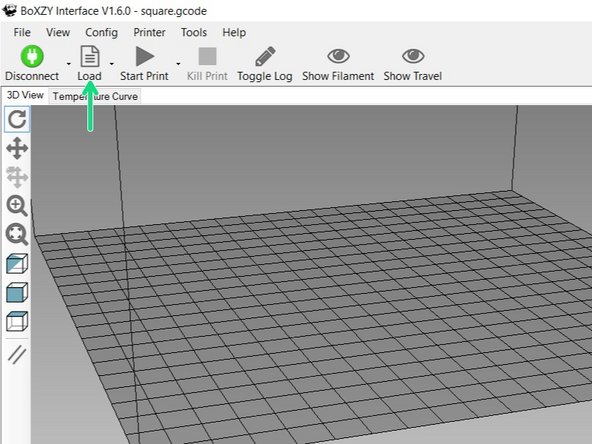 BoXZY Interface V1.6.0 - square.gcode
File View Config Printer Tools Help
Disconnect Load Start Print Kill Print Toggle Log Show Filament Show Travel
3D View Temperature Curve